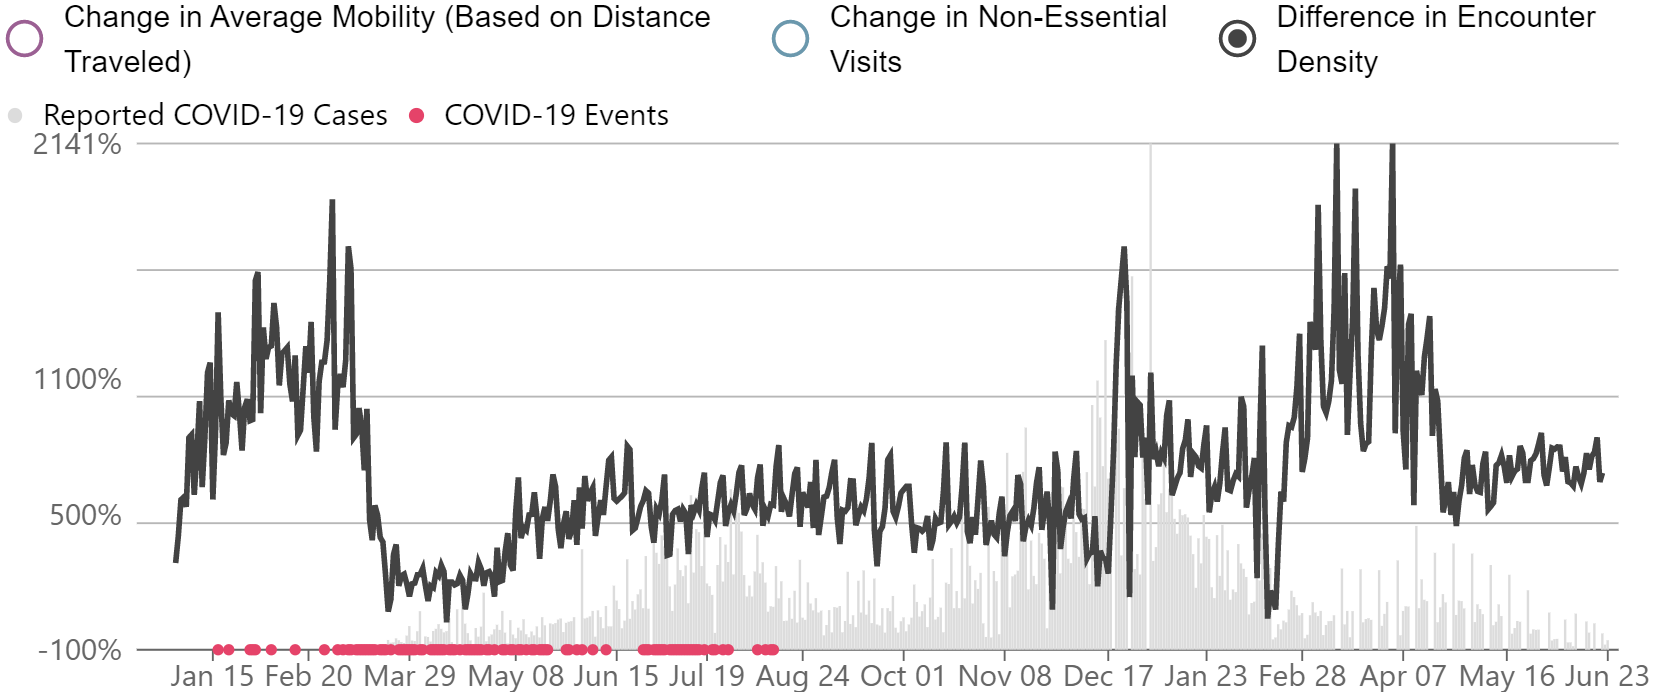 Change in Average Mobility (Based on Distance
Traveled)
Change in Non-Essential
Visits
Difference in Encounter
Density
Reported COVID-19 Cases
COVID-19 Events
2141%
1100%
500%
-100%
Jan 15 Feb 20 Mar 29 May 08 Jun 15 Jul 19 Aug 24 Oct 01 Nov 08 Dec 17 Jan 23 Feb 28 Apr 07 May 16 Jun 23